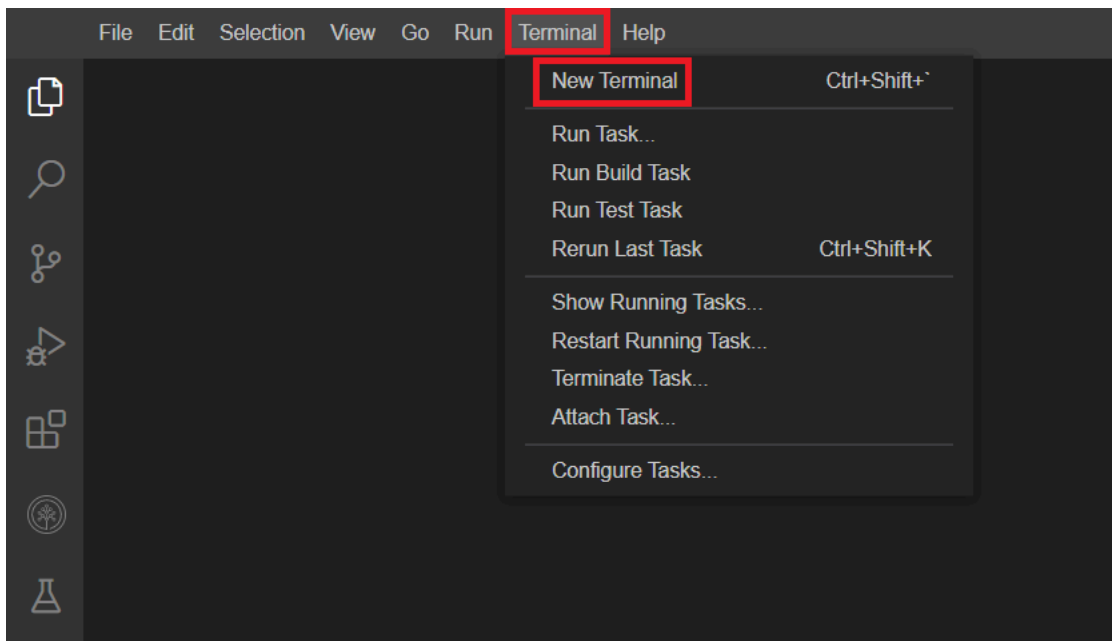 File Edit Selection View Go Run Terminal Help
New Terminal Ctrl+Shift+`
Run Task...
Run Build Task
Run Test Task
Rerun Last Task Ctrl+Shift+K
Show Running Tasks...
Restart Running Task...
Terminate Task...
Attach Task...
Configure Tasks...